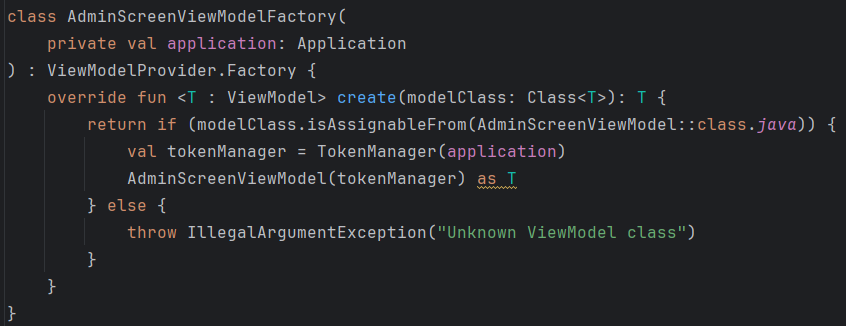 class AdminScreenViewModelFactory(
    private val application: Application
) : ViewModelProvider.Factory {
    override fun <T : ViewModel> create(modelClass: Class<T>): T {
        return if (modelClass.isAssignableFrom(AdminScreenViewModel::class.java)) {
            val tokenManager = TokenManager(application)
            AdminScreenViewModel(tokenManager) as T
        } else {
            throw IllegalArgumentException("Unknown ViewModel class")
        }
    }
}